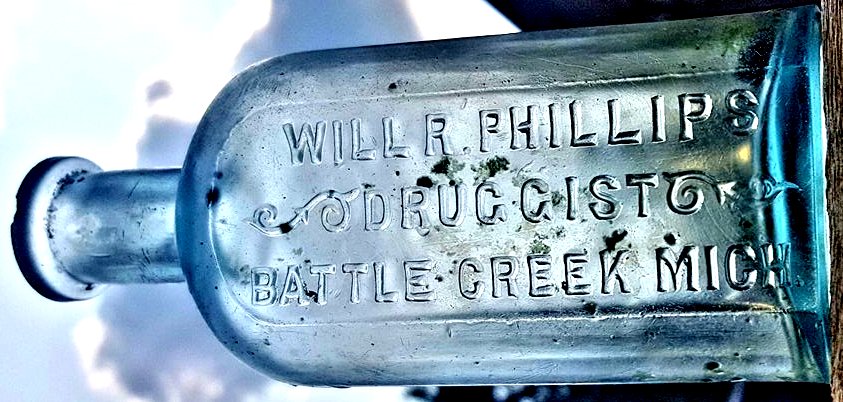 WILL R. PHILLIPS
DRUGGIST
BATTLE CREEK MICH.